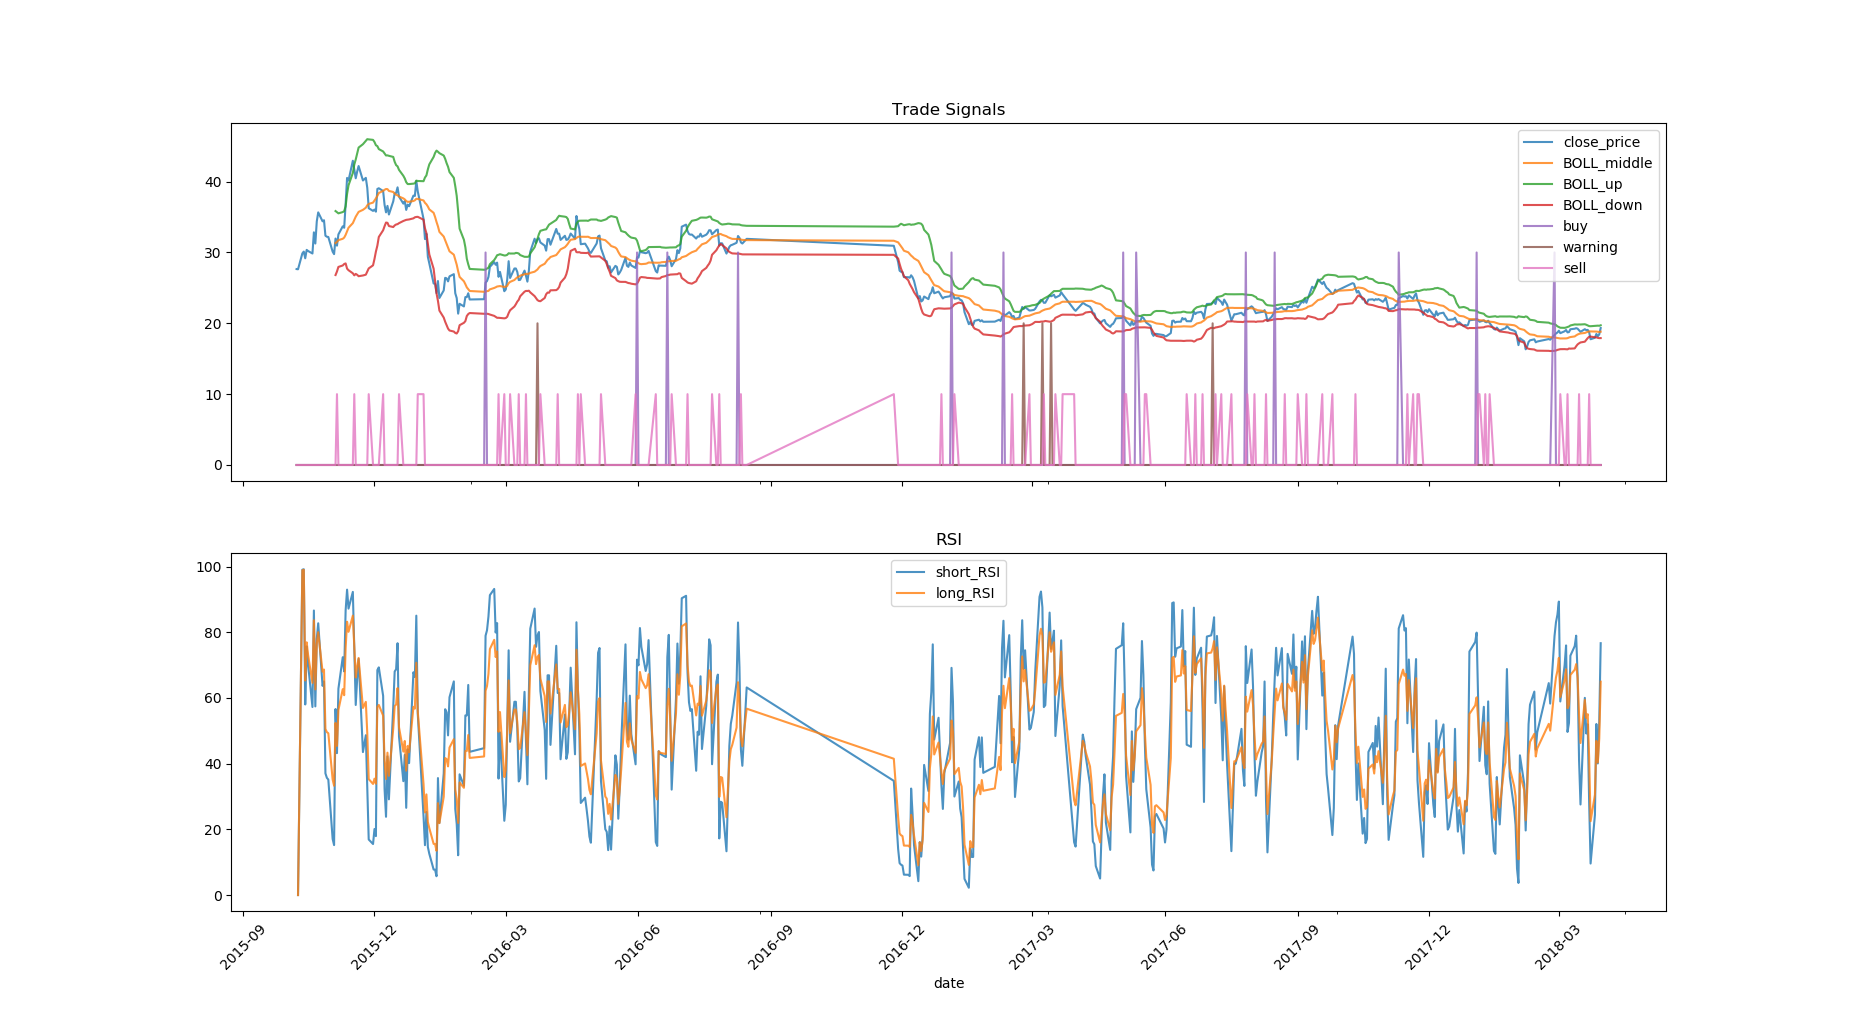 Trade Signals
40
30
20
10
0
close_price
BOLL_middle
BOLL_up
BOLL_down
buy
warning
sell
RSI
100
80
60
40
20
0
short_RSI
long_RSI
2015-09
2015-12
2016-03
2016-06
2016-09
2016-12
2017-03
2017-06
2017-09
2017-12
2018-03
date